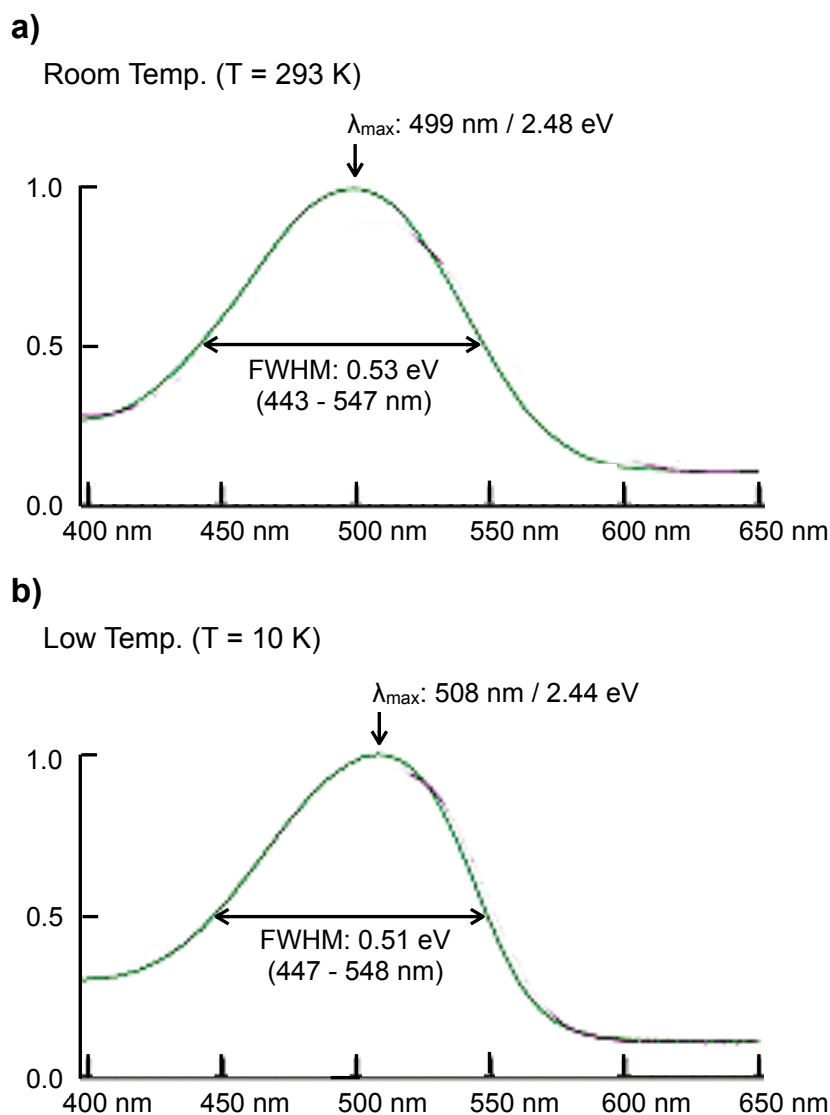 a)
Room Temp. (T = 293 K)
λmax: 499 nm / 2.48 eV
1.0
0.5
FWHM: 0.53 eV
(443 - 547 nm)
0.0
400 nm 450 nm 500 nm 550 nm 600 nm 650 nm
b)
Low Temp. (T = 10 K)
λmax: 508 nm / 2.44 eV
1.0
0.5
FWHM: 0.51 eV
(447 - 548 nm)
0.0
400 nm 450 nm 500 nm 550 nm 600 nm 650 nm